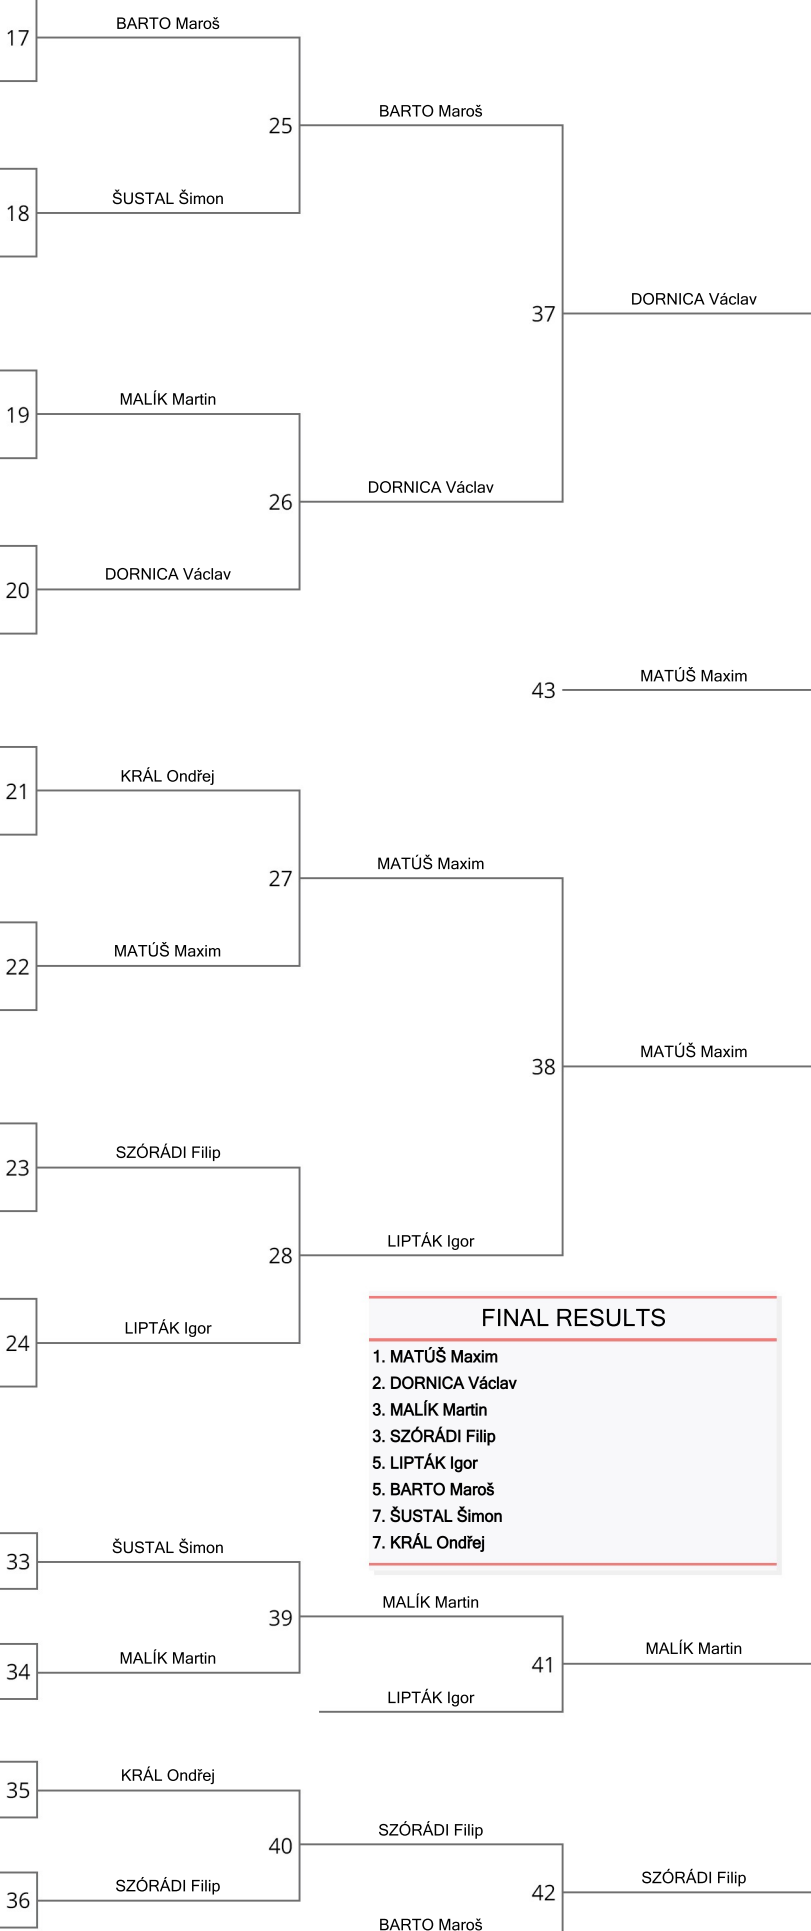 BARTO Maroš
17
BARTO Maroš
25
ŠUSTAL Šimon
18
DORNICA Václav
37
MALÍK Martin
19
DORNICA Václav
26
DORNICA Václav
20
MATÚŠ Maxim
43
KRÁL Ondřej
21
MATÚŠ Maxim
27
MATÚŠ Maxim
22
MATÚŠ Maxim
38
SZÓRÁDI Filip
23
LIPTÁK Igor
28
LIPTÁK Igor
24
FINAL RESULTS
1. MATÚŠ Maxim
2. DORNICA Václav
3. MALÍK Martin
3. SZÓRÁDI Filip
5. LIPTÁK Igor
5. BARTO Maroš
7. ŠUSTAL Šimon
7. KRÁL Ondřej
ŠUSTAL Šimon
33
MALÍK Martin
39
MALÍK Martin
34
MALÍK Martin
41
LIPTÁK Igor
KRÁL Ondřej
35
SZÓRÁDI Filip
40
SZÓRÁDI Filip
36
SZÓRÁDI Filip
42
BARTO Maroš